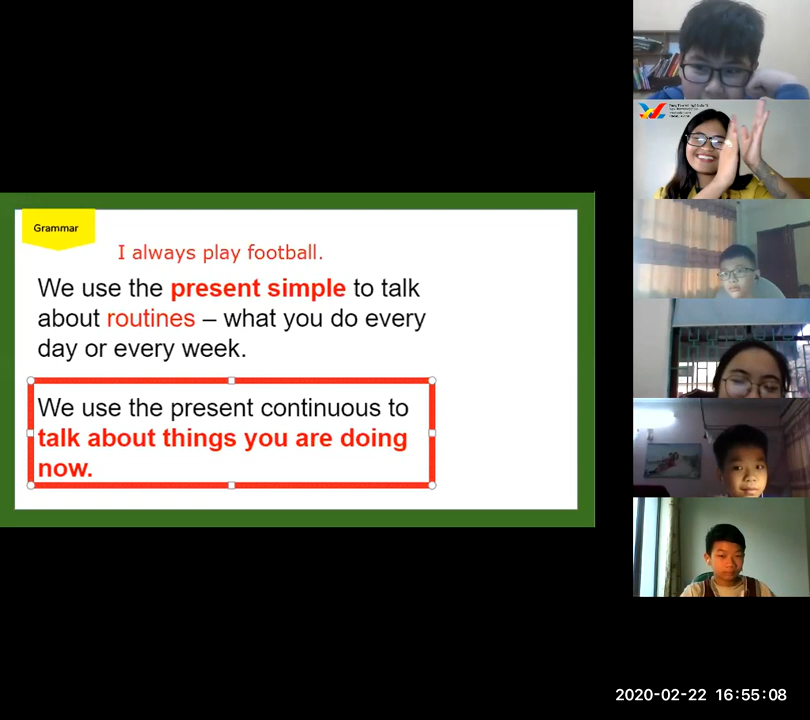 Grammar
I always play football.
We use the present simple to talk
about routines – what you do every
day or every week.
We use the present continuous to
talk about things you are doing
now.
2020-02-22 16:55:08